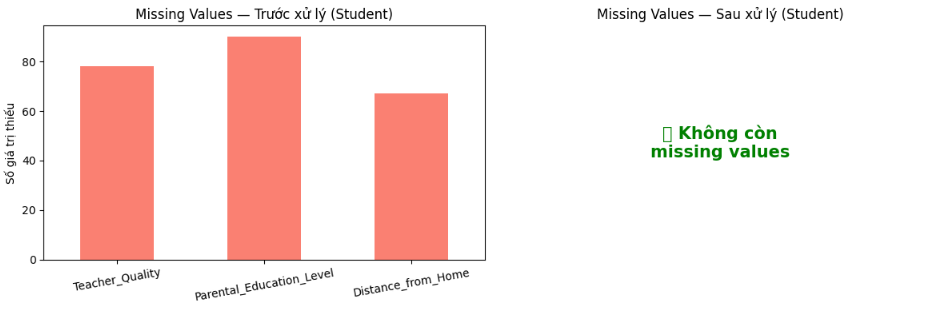 Missing Values — Trước xử lý (Student)
Số giá trị thiếu
80
60
40
20
0
Teacher_Quality
Parental_Education_Level
Distance_from_Home
Missing Values — Sau xử lý (Student)
▯ Không còn
missing values